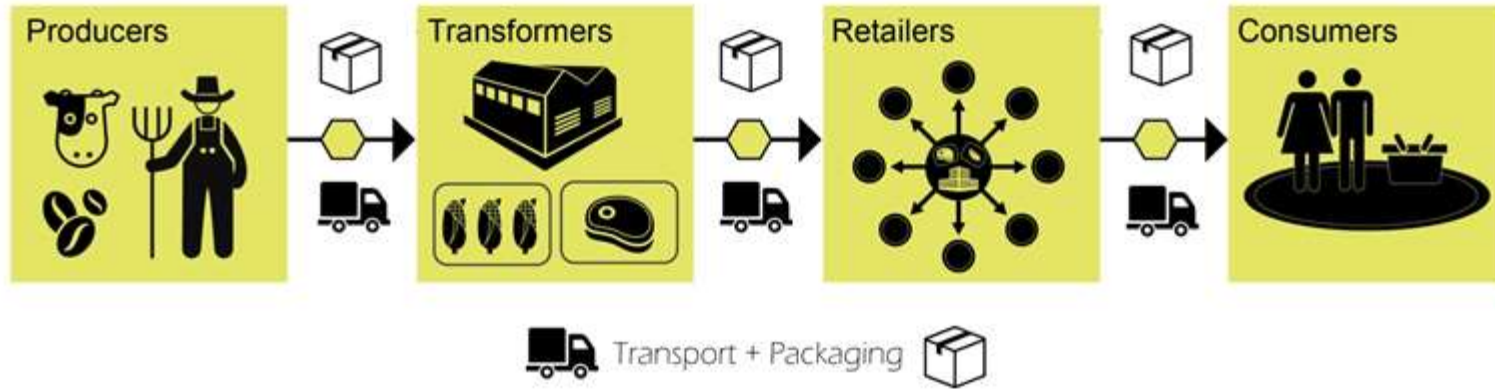 Producers
Transformers
Retailers
Consumers
Transport + Packaging